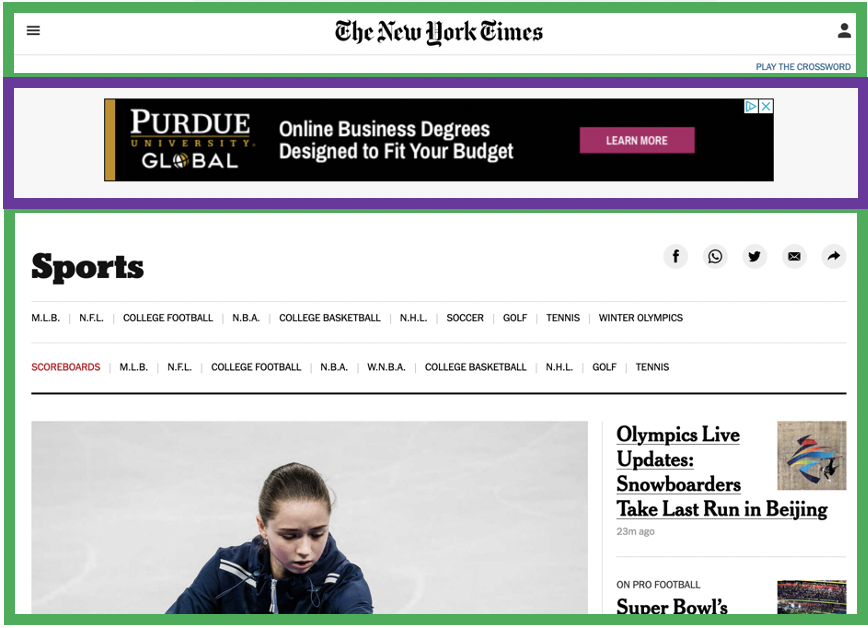 The New York Times
PLAY THE CROSSWORD
PURDUE
UNIVERSITY
GLOBAL
Online Business Degrees
Designed to Fit Your Budget
LEARN MORE
Sports
M.L.B. N.F.L. COLLEGE FOOTBALL N.B.A. COLLEGE BASKETBALL N.H.L. SOCCER GOLF TENNIS WINTER OLYMPICS
SCOREBOARDS M.L.B. N.F.L. COLLEGE FOOTBALL N.B.A. W.N.B.A. COLLEGE BASKETBALL N.H.L. GOLF TENNIS
Olympics Live
Updates:
Snowboarders
Take Last Run in Beijing
23m ago
ON PRO FOOTBALL
Super Bowl’s